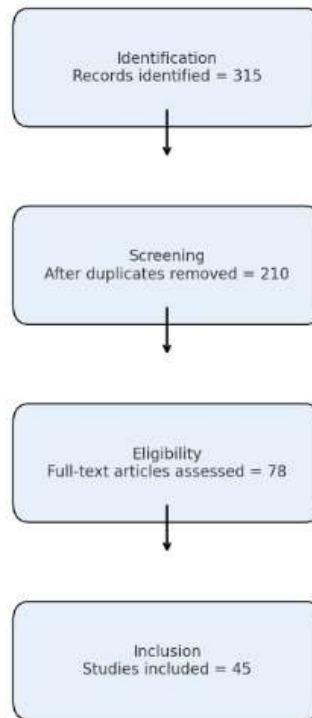 Identification
Records identified = 315
Screening
After duplicates removed = 210
Eligibility
Full-text articles assessed = 78
Inclusion
Studies included = 45